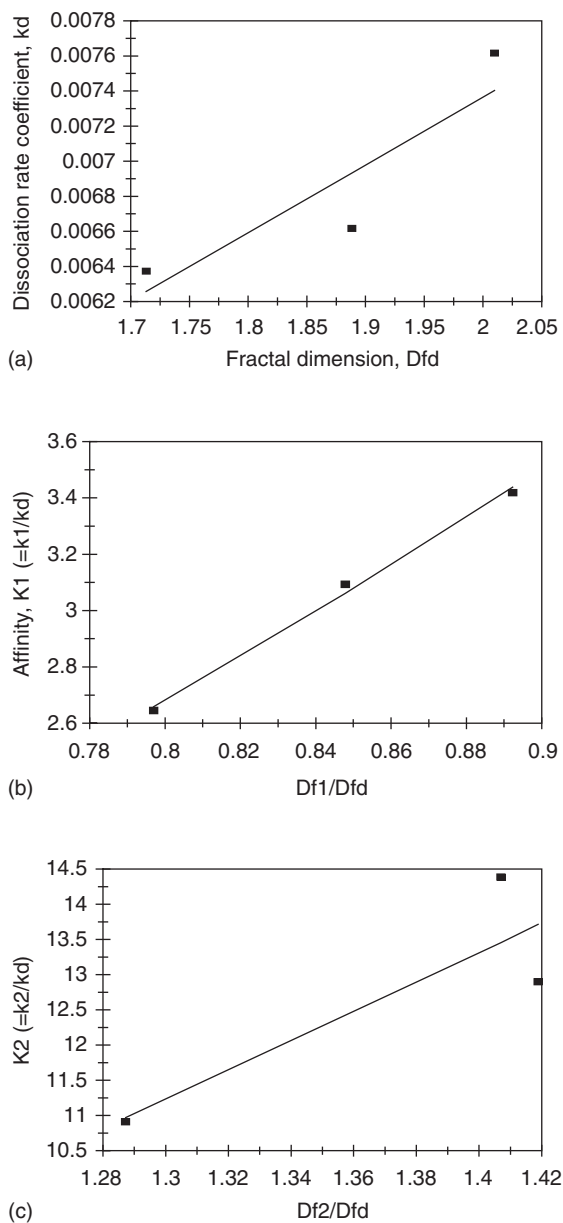 Dissociation rate coefficient, kd
0.0078
0.0076
0.0074
0.0072
0.007
0.0068
0.0066
0.0064
0.0062
1.7 1.75 1.8 1.85 1.9 1.95 2 2.05
Fractal dimension, Dfd
(a)
Affinity, K1 (=k1/kd)
3.6
3.4
3.2
3
2.8
2.6
0.78 0.8 0.82 0.84 0.86 0.88 0.9
Df1/Dfd
(b)
K2 (=k2/kd)
14.5
14
13.5
13
12.5
12
11.5
11
10.5
1.28 1.3 1.32 1.34 1.36 1.38 1.4 1.42
Df2/Dfd
(c)